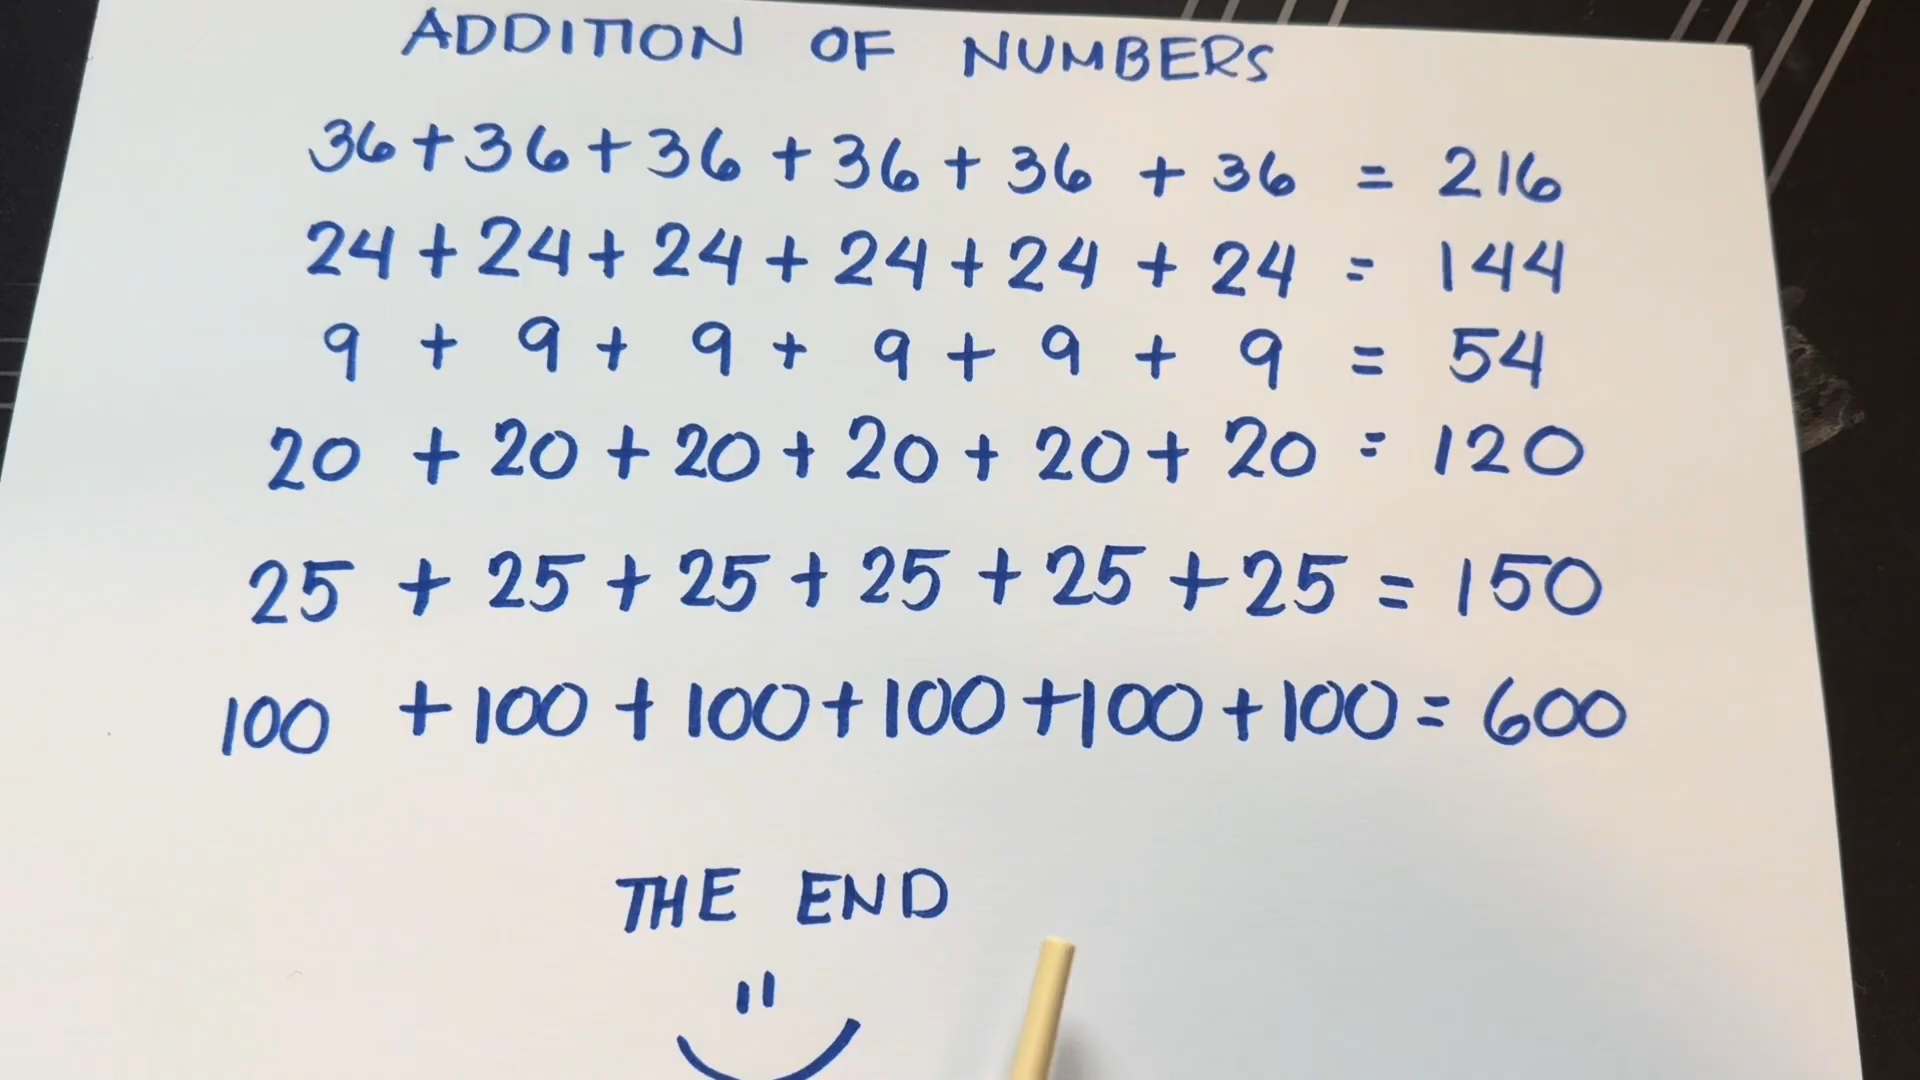 ADDITION OF NUMBERS
36 + 36 + 36 + 36 + 36 + 36 = 216
24 + 24 + 24 + 24 + 24 + 24 = 144
9 + 9 + 9 + 9 + 9 + 9 = 54
20 + 20 + 20 + 20 + 20 + 20 = 120
25 + 25 + 25 + 25 + 25 + 25 = 150
100 + 100 + 100 + 100 + 100 + 100 = 600
THE END